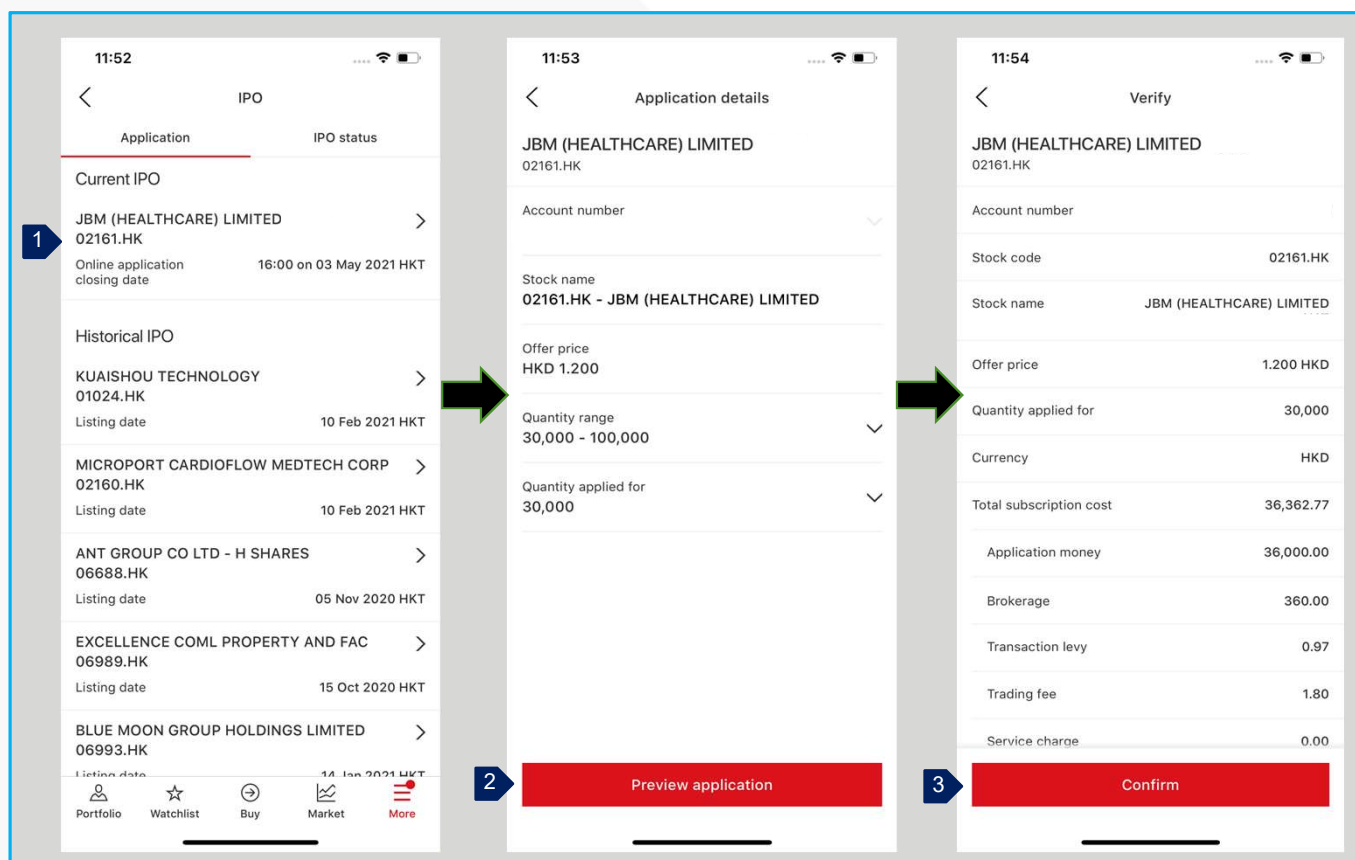 11:52
IPO
Application
IPO status
Current IPO
JBM (HEALTHCARE) LIMITED
02161.HK
Online application
closing date
16:00 on 03 May 2021 HKT
1
Historical IPO
KUAISHOU TECHNOLOGY
01024.HK
Listing date
10 Feb 2021 HKT
MICROPORT CARDIOFLOW MEDTECH CORP
02160.HK
Listing date
10 Feb 2021 HKT
ANT GROUP CO LTD - H SHARES
06688.HK
Listing date
05 Nov 2020 HKT
EXCELLENCE COML PROPERTY AND FAC
06989.HK
Listing date
15 Oct 2020 HKT
BLUE MOON GROUP HOLDINGS LIMITED
06993.HK
Listing date
14 Jan 2021 HKT
Portfolio
Watchlist
Buy
Market
More
11:53
Application details
JBM (HEALTHCARE) LIMITED
02161.HK
Account number
Stock name
02161.HK - JBM (HEALTHCARE) LIMITED
Offer price
HKD 1.200
Quantity range
30,000 - 100,000
Quantity applied for
30,000
2
Preview application
11:54
Verify
JBM (HEALTHCARE) LIMITED
02161.HK
Account number
Stock code
02161.HK
Stock name
JBM (HEALTHCARE) LIMITED
Offer price
1.200 HKD
Quantity applied for
30,000
Currency
HKD
Total subscription cost
36,362.77
Application money
36,000.00
Brokerage
360.00
Transaction levy
0.97
Trading fee
1.80
Service charge
0.00
3
Confirm